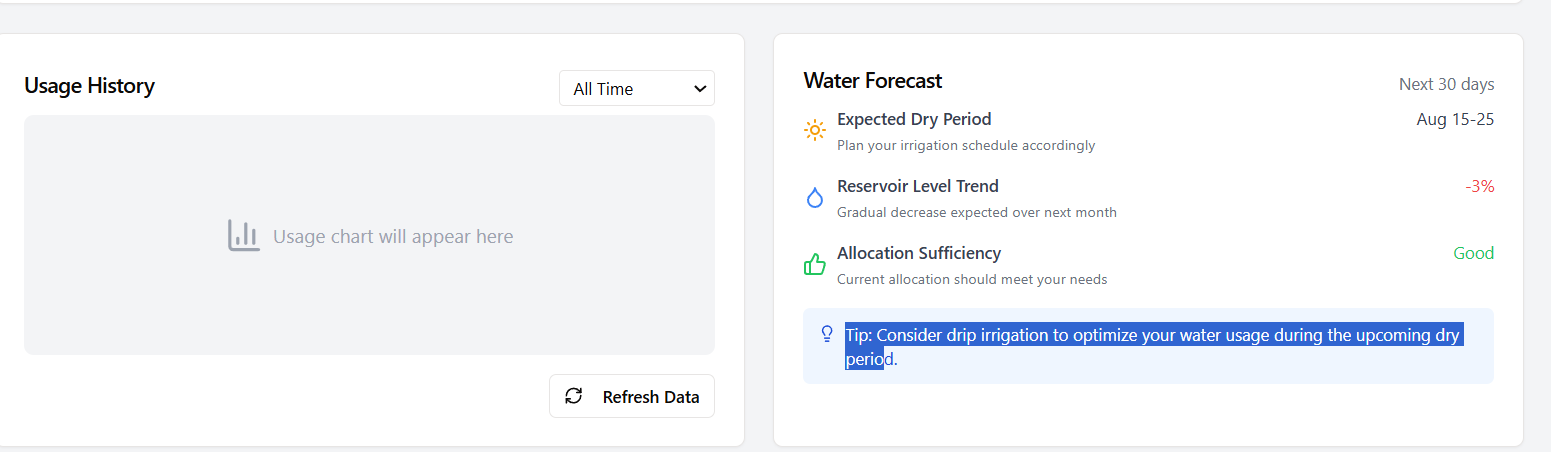 Usage History
All Time
Usage chart will appear here
Refresh Data
Water Forecast
Next 30 days
Expected Dry Period
Aug 15-25
Plan your irrigation schedule accordingly
Reservoir Level Trend
-3%
Gradual decrease expected over next month
Allocation Sufficiency
Good
Current allocation should meet your needs
Tip: Consider drip irrigation to optimize your water usage during the upcoming dry
period.